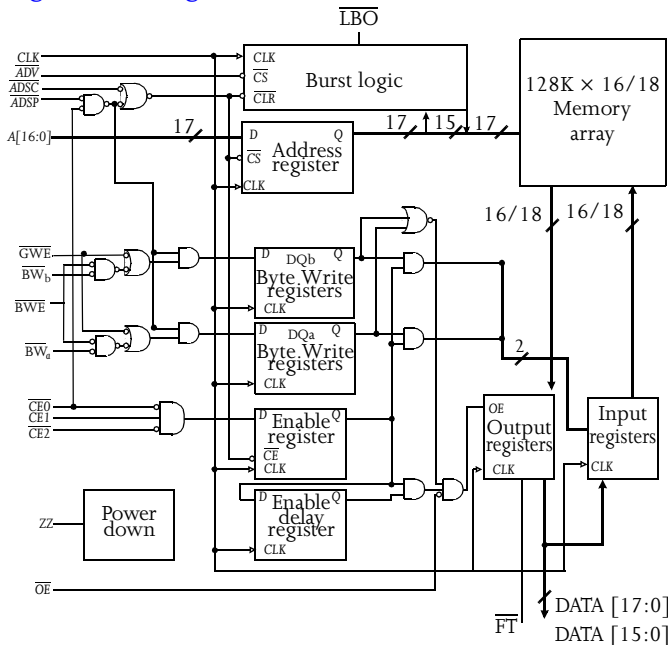 LBO
CLK
ADV
ADSC
ADSP
CLK
CS
CLR
Burst logic
128K × 16/18
Memory
array
A[16:0]
17
D
Q
Address
register
CS
CLK
17
15
17
16/18
16/18
GWE
BWb
BWE
BWa
D
DQb
Q
Byte Write
registers
CLK
D
DQa
Q
Byte Write
registers
CLK
2
CE0
CE1
CE2
D
Enable
Q
register
CE
CLK
OE
Output
registers
CLK
Input
registers
CLK
D
Enable
Q
delay
register
CLK
ZZ
Power
down
OE
FT
DATA [17:0]
DATA [15:0]